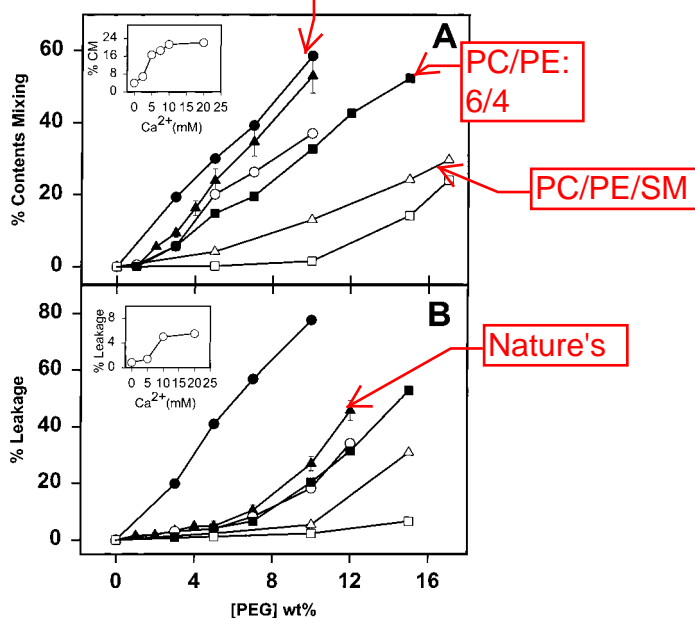 A
% CM
24
16
8
0
0 5 10 15 20 25
Ca2+(mM)
% Contents Mixing
60
40
20
0
PC/PE:
6/4
PC/PE/SM
B
% Leakage
8
4
0
0 5 10 15 20 25
Ca2+(mM)
% Leakage
80
60
40
20
0
Nature's
0 4 8 12 16
[PEG] wt%